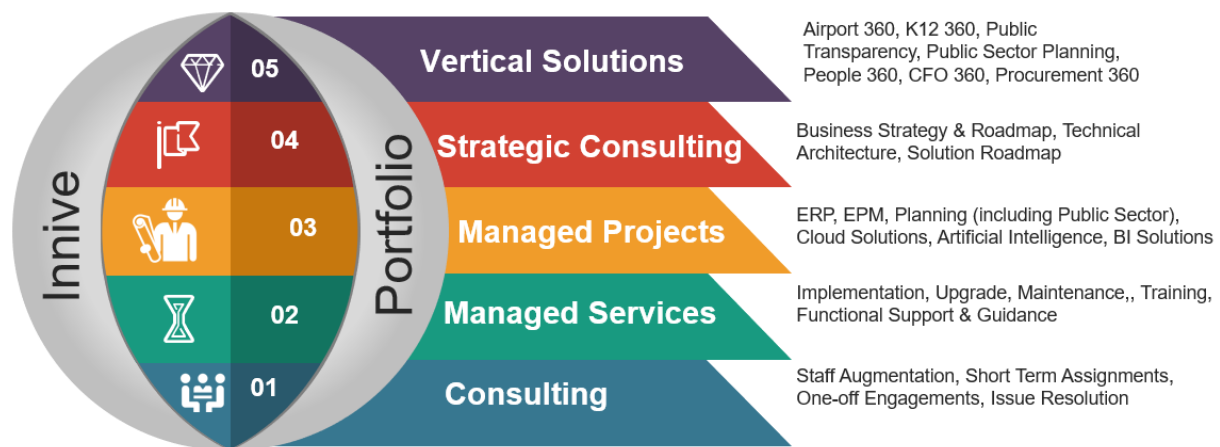 Innive
Portfolio
05
Vertical Solutions
Airport 360, K12 360, Public
Transparency, Public Sector Planning,
People 360, CFO 360, Procurement 360
04
Strategic Consulting
Business Strategy & Roadmap, Technical
Architecture, Solution Roadmap
03
Managed Projects
ERP, EPM, Planning (including Public Sector),
Cloud Solutions, Artificial Intelligence, BI Solutions
02
Managed Services
Implementation, Upgrade, Maintenance,, Training,
Functional Support & Guidance
01
Consulting
Staff Augmentation, Short Term Assignments,
One-off Engagements, Issue Resolution